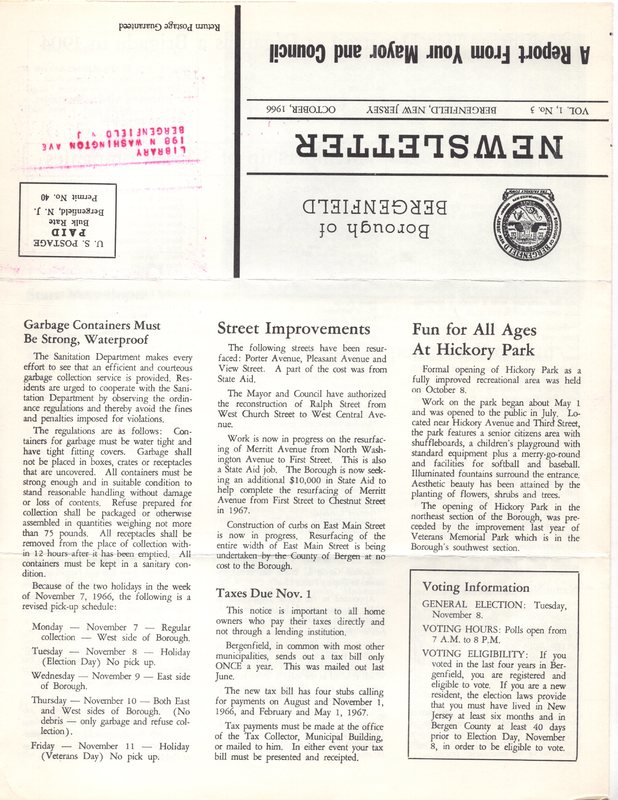 Borough of
BERGENFIELD
NEWSLETTER
VOL. 1, No. 3 BERGENFIELD, NEW JERSEY OCTOBER, 1966
A Report From Your Mayor and Council
U. S. POSTAGE
PAID
Bulk Rate
Bergenfield, N. J.
Permit No. 40
LIBRARY
198 N WASHINGTON AVE
BERGENFIELD N J
Return Postage Guaranteed
Garbage Containers Must
Be Strong, Waterproof
The Sanitation Department makes every
effort to see that an efficient and courteous
garbage collection service is provided. Res-
idents are urged to cooperate with the Sani-
tation Department by observing the ordin-
ance regulations and thereby avoid the fines
and penalties imposed for violations.
The regulations are as follows: Con-
tainers for garbage must be water tight and
have tight fitting covers. Garbage shall
not be placed in boxes, crates or receptacles
that are uncovered. All containers must be
strong enough and in suitable condition to
stand reasonable handling without damage
or loss of contents. Refuse prepared for
collection shall be packaged or otherwise
assembled in quantities weighing not more
than 75 pounds. All receptacles shall be
removed from the place of collection with-
in 12 hours after it has been emptied. All
containers must be kept in a sanitary con-
dition.
Because of the two holidays in the week
of November 7, 1966, the following is a
revised pick-up schedule:
Monday — November 7 — Regular
collection — West side of Borough.
Tuesday — November 8 — Holiday
(Election Day) No pick up.
Wednesday — November 9 — East side
of Borough.
Thursday — November 10 — Both East
and West sides of Borough. (No
debris — only garbage and refuse col-
lection).
Friday — November 11 — Holiday
(Veterans Day) No pick up.
Street Improvements
The following streets have been resur-
faced: Porter Avenue, Pleasant Avenue and
View Street. A part of the cost was from
State Aid.
The Mayor and Council have authorized
the reconstruction of Ralph Street from
West Church Street to West Central Ave-
nue.
Work is now in progress on the resurfac-
ing of Merritt Avenue from North Wash-
ington Avenue to First Street. This is also
a State Aid job. The Borough is now seek-
ing an additional $10,000 in State Aid to
help complete the resurfacing of Merritt
Avenue from First Street to Chestnut Street
in 1967.
Construction of curbs on East Main Street
is now in progress. Resurfacing of the
entire width of East Main Street is being
undertaken by the County of Bergen at no
cost to the Borough.
Taxes Due Nov. 1
This notice is important to all home
owners who pay their taxes directly and
not through a lending institution.
Bergenfield, in common with most other
municipalities, sends out a tax bill only
ONCE a year. This was mailed out last
June.
The new tax bill has four stubs calling
for payments on August and November 1,
1966, and February and May 1, 1967.
Tax payments must be made at the office
of the Tax Collector, Municipal Building,
or mailed to him. In either event your tax
bill must be presented and receipted.
Fun for All Ages
At Hickory Park
Formal opening of Hickory Park as a
fully improved recreational area was held
on October 8.
Work on the park began about May 1
and was opened to the public in July. Lo-
cated near Hickory Avenue and Third Street,
the park features a senior citizens area with
shuffleboards, a children's playground with
standard equipment plus a merry-go-round
and facilities for softball and baseball.
Illuminated fountains surround the entrance.
Aesthetic beauty has been attained by the
planting of flowers, shrubs and trees.
The opening of Hickory Park in the
northeast section of the Borough, was pre-
ceded by the improvement last year of
Veterans Memorial Park which is in the
Borough's southwest section.
Voting Information
GENERAL ELECTION: Tuesday,
November 8.
VOTING HOURS: Polls open from
7 A.M. to 8 P.M.
VOTING ELIGIBILITY: If you
voted in the last four years in Ber-
genfield, you are registered and
eligible to vote. If you are a new
resident, the election laws provide
that you must have lived in New
Jersey at least six months and in
Bergen County at least 40 days
prior to Election Day, November
8, in order to be eligible to vote.